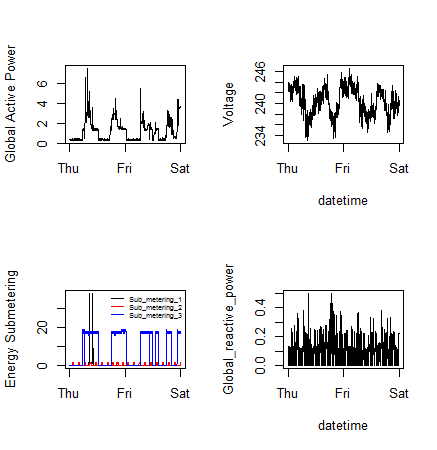 Global Active Power
0 2 4 6
Thu Fri Sat
Voltage
234 240 246
Thu Fri Sat
datetime
Energy Submetering
0 20
Sub_metering_1
Sub_metering_2
Sub_metering_3
Thu Fri Sat
Global_reactive_power
0.0 0.2 0.4
Thu Fri Sat
datetime